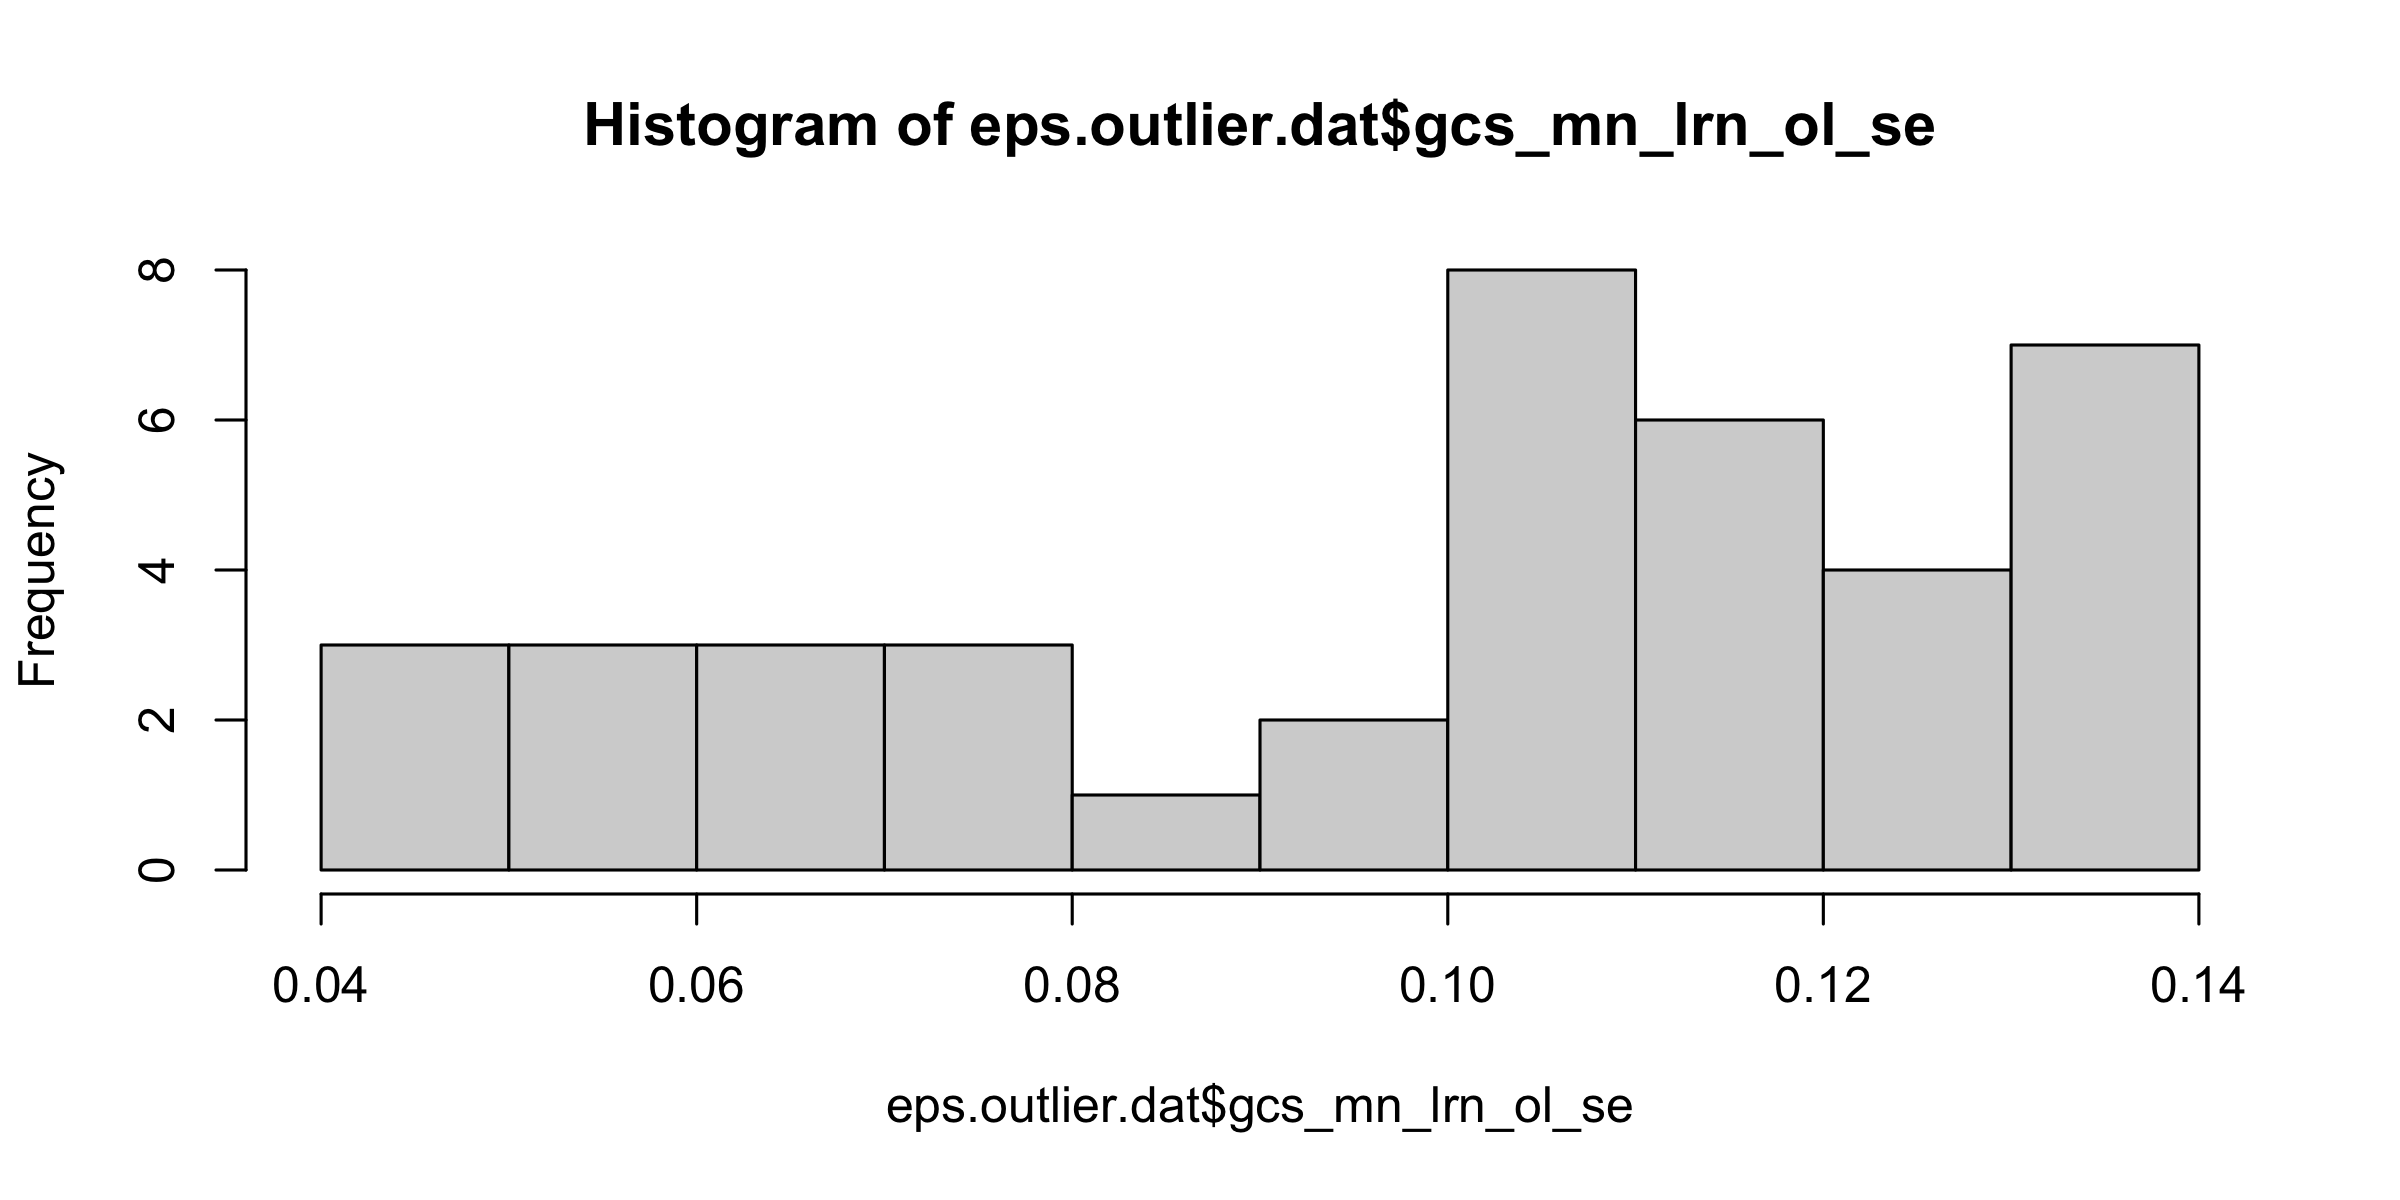 Histogram of eps.outlier.dat$gcs_mn_lrn_ol_se
Frequency
8
6
4
2
0
0.04 0.06 0.08 0.10 0.12 0.14
eps.outlier.dat$gcs_mn_lrn_ol_se